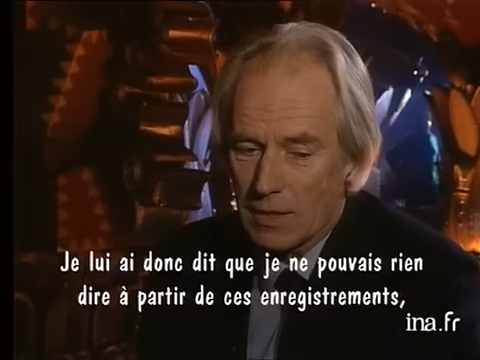 Je lui ai donc dit que je ne pouvais rien
dire à partir de ces enregistrements,
ina.fr